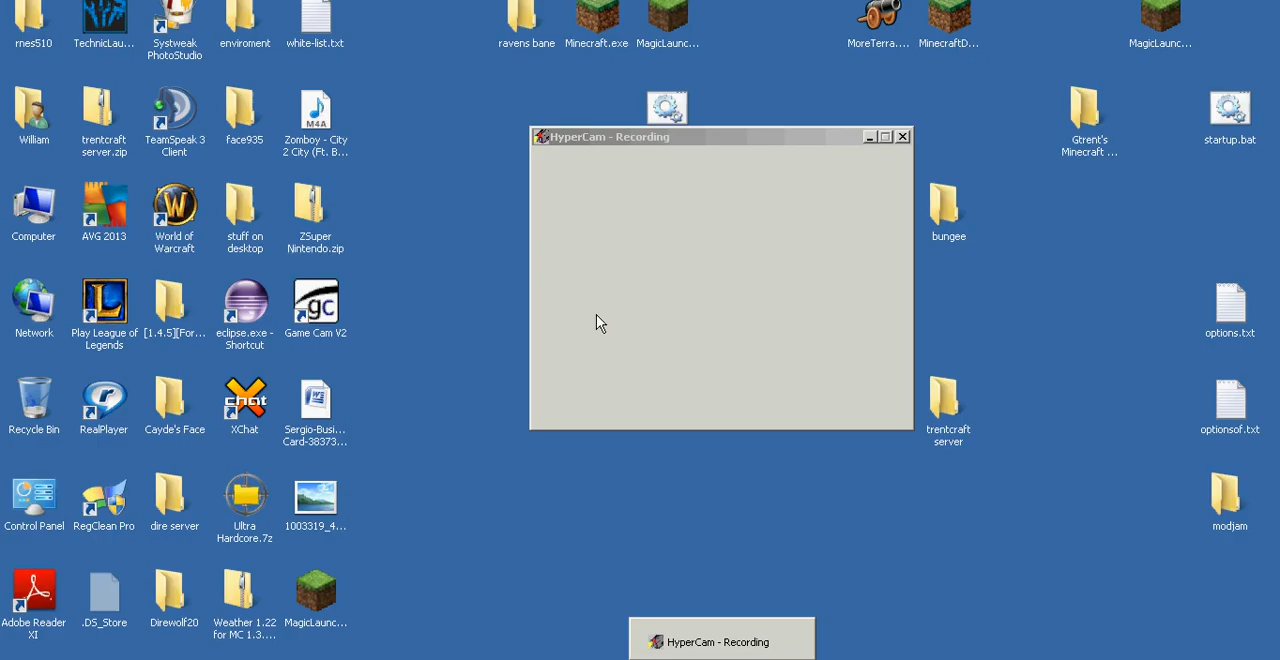 rnes510
TechnicLau...
Systweak
PhotoStudio
enviroment
white-list.txt
ravens bane
Minecraft.exe
MagicLaunc...
MoreTerra....
MinecraftD...
MagicLaunc...
William
trentcraft
server.zip
TeamSpeak 3
Client
face935
M4A
Zomboy - City
2 City (Ft. B...
HyperCam - Recording
Gtrent's
Minecraft ...
startup.bat
Computer
AVG 2013
World of
Warcraft
stuff on
desktop
ZSuper
Nintendo.zip
bungee
Network
Play League of
Legends
[1.4.5][For...
eclipse.exe -
Shortcut
gc
Game Cam V2
options.txt
Recycle Bin
RealPlayer
Cayde's Face
chat
XChat
Sergio-Busi...
Card-38373...
trentcraft
server
optionsof.txt
Control Panel
RegClean Pro
dire server
Ultra
Hardcore.7z
1003319_4...
modjam
Adobe Reader
XI
.DS_Store
Direwolf20
Weather 1.22
for MC 1.3....
MagicLaunc...
HyperCam - Recording